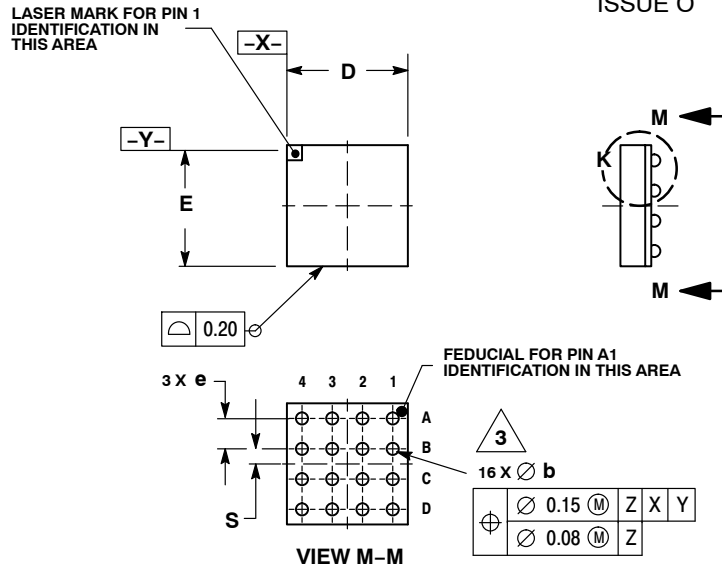 ISSUE O
LASER MARK FOR PIN 1
IDENTIFICATION IN
THIS AREA
–X–
D
–Y–
E
M
K
M
0.20
FEDUCIAL FOR PIN A1
IDENTIFICATION IN THIS AREA
3 X e
4 3 2 1
A
B
C
D
S
3
16 X ∅ b
⌖ ∅ 0.15 Ⓜ Z X Y
∅ 0.08 Ⓜ Z
VIEW M–M